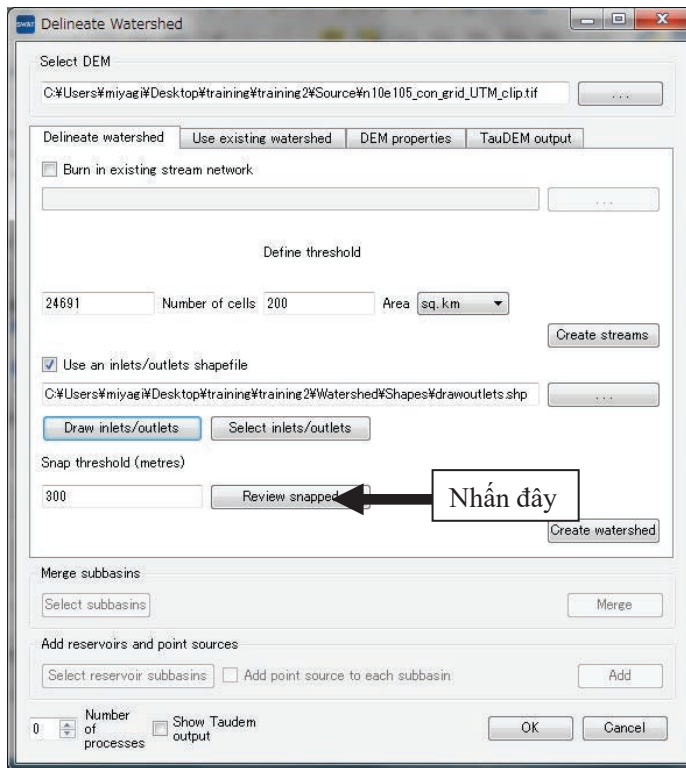 Delineate Watershed
Select DEM
C:¥Users¥miyagi¥Desktop¥training¥training2¥Source¥n10e105_con_grid_UTM_clip.tif ...
Delineate watershed Use existing watershed DEM properties TauDEM output
Burn in existing stream network
...
Define threshold
24691 Number of cells 200 Area sq. km
Create streams
Use an inlets/outlets shapefile
C:¥Users¥miyagi¥Desktop¥training¥training2¥Watershed¥Shapes¥drawoutlets.shp ...
Draw inlets/outlets Select inlets/outlets
Snap threshold (metres)
300 Review snapped Nhấn đây
Create watershed
Merge subbasins
Select subbasins Merge
Add reservoirs and point sources
Select reservoir subbasins Add point source to each subbasin Add
0 Number of processes Show Taudem output OK Cancel